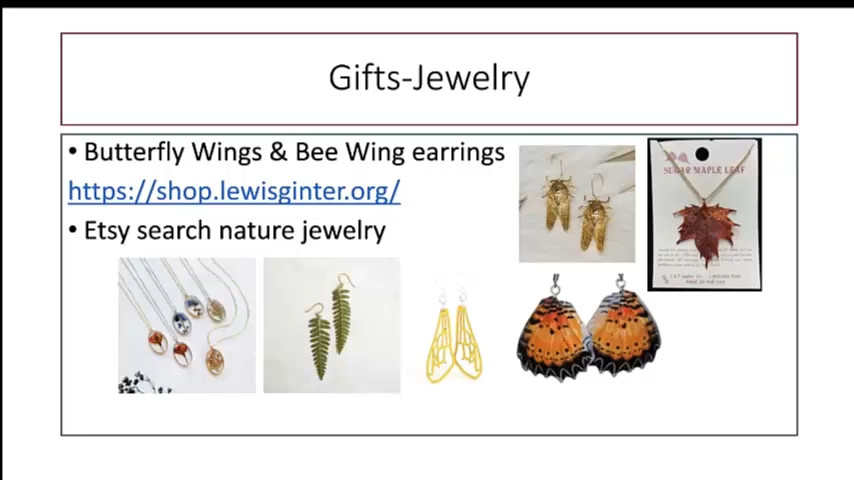 Gifts-Jewelry
• Butterfly Wings & Bee Wing earrings
https://shop.lewisginter.org/
• Etsy search nature jewelry
SUGAR MAPLE LEAF